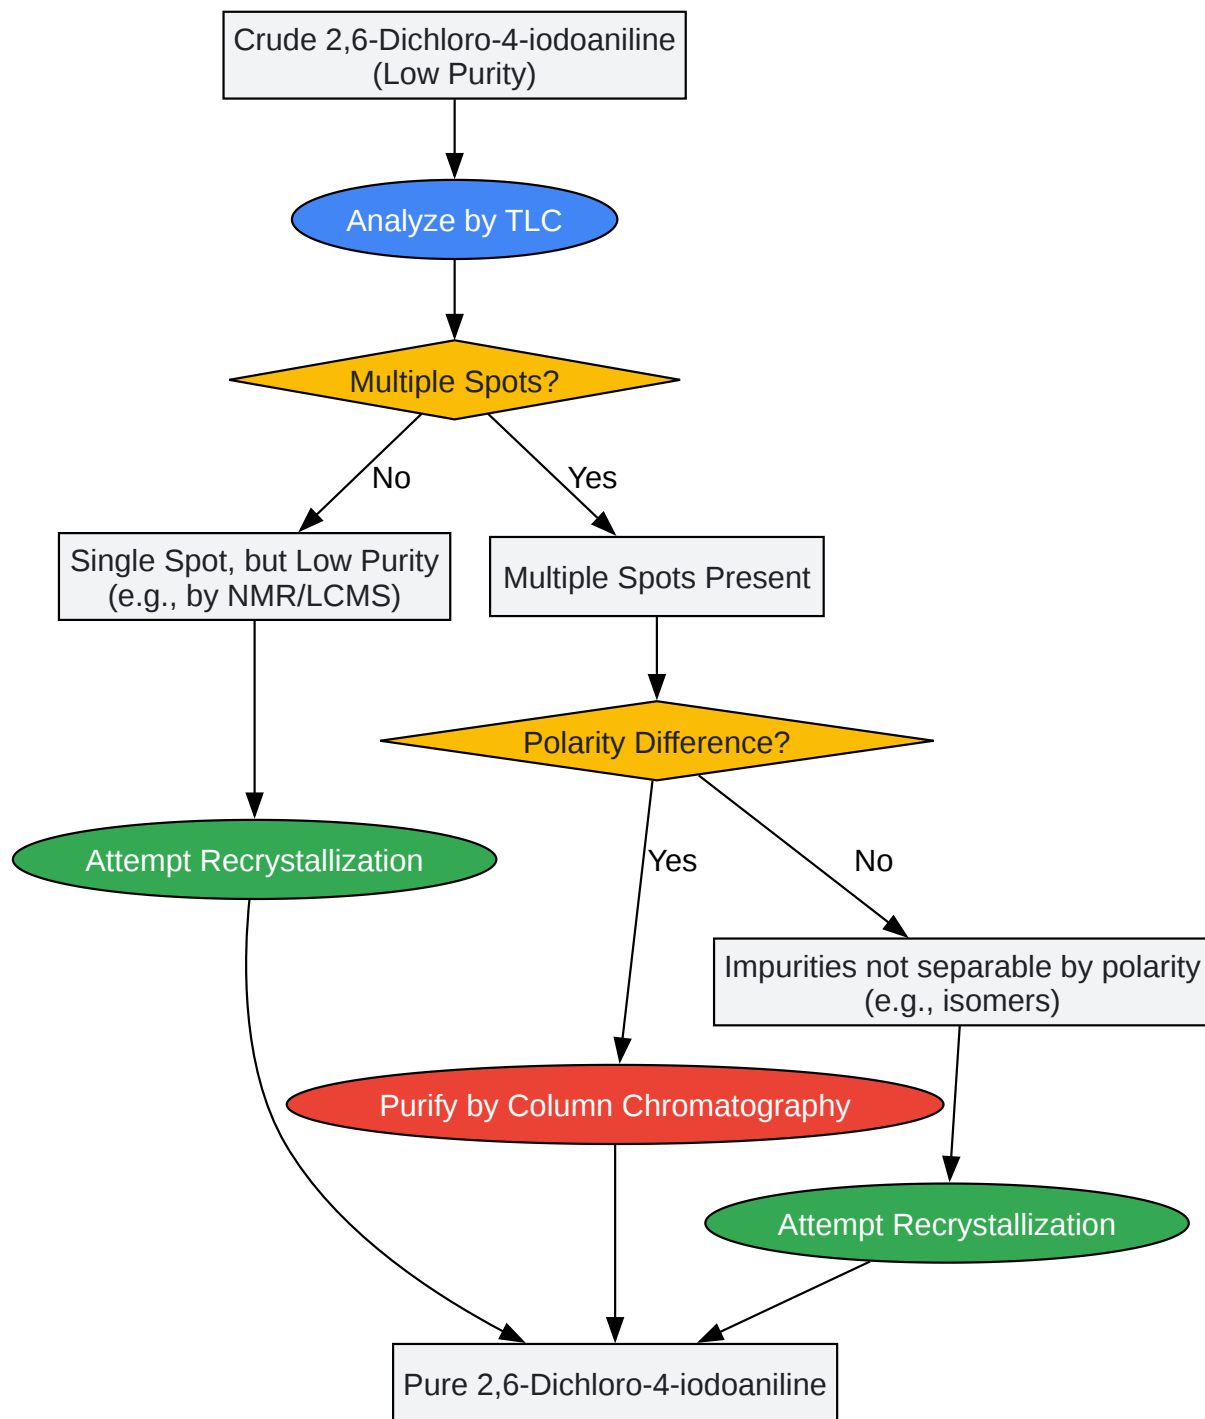 Crude 2,6-Dichloro-4-iodoaniline
(Low Purity)
Analyze by TLC
Multiple Spots?
No
Yes
Single Spot, but Low Purity
(e.g., by NMR/LCMS)
Multiple Spots Present
Polarity Difference?
Attempt Recrystallization
Yes
No
Impurities not separable by polarity
(e.g., isomers)
Purify by Column Chromatography
Attempt Recrystallization
Pure 2,6-Dichloro-4-iodoaniline